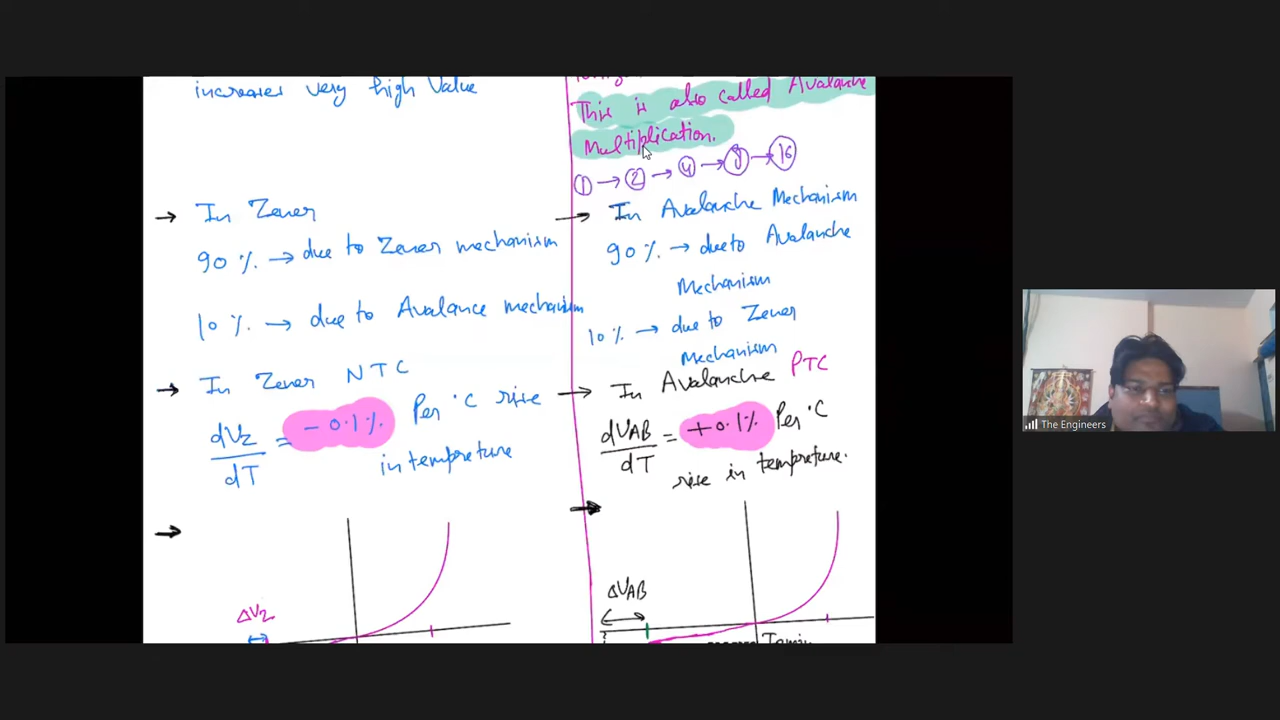 increases very high Value
In Zener
90 %. → due to Zener mechanism
10 %. → due to Avalance mechanism
In Zener NTC
dVz/dT = - 0.1 %. Per °C rise
in tempreture
ΔVz
This is also called Avalanche
Multiplication.
1 → 2 → 4 → 8 → 16
In Avalanche Mechanism
90 %. → due to Avalanche
Mechanism
10 %. → due to Zener
Mechanism
In Avalanche PTC
dVAB/dT = +0.1% Per °C
rise in tempreture.
ΔVAB
The Engineers